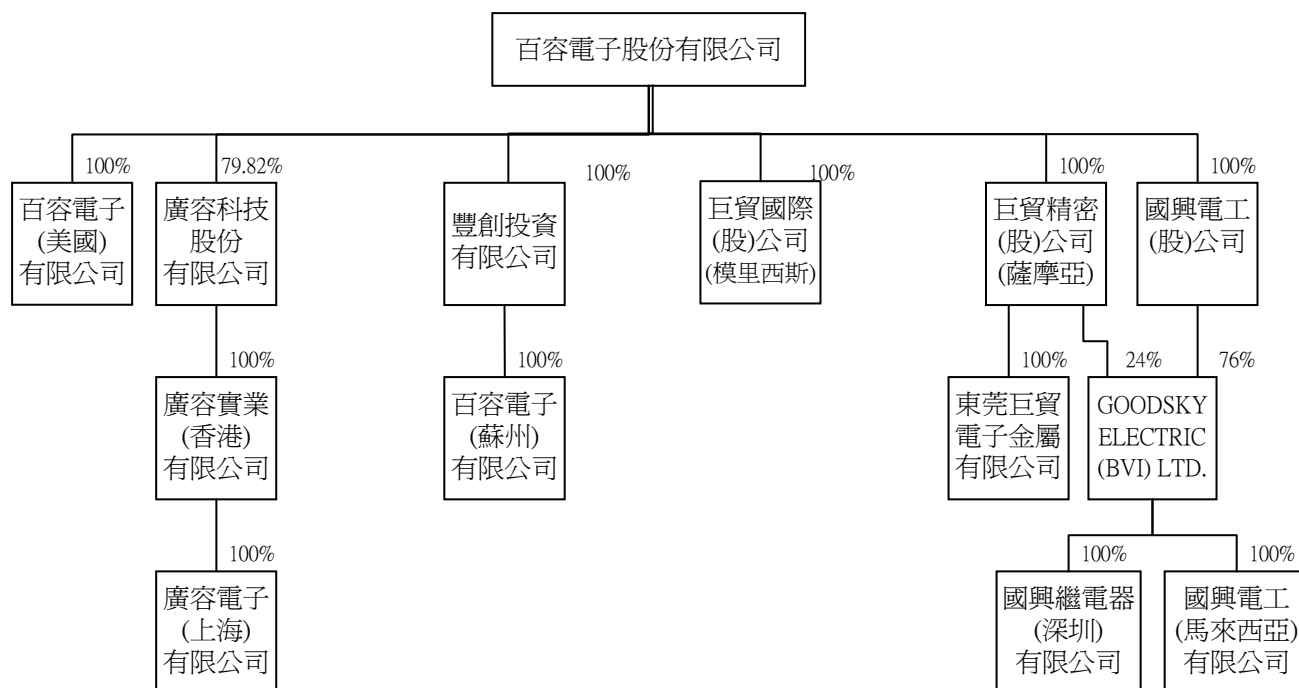 百容電子股份有限公司
100%
79.82%
100%
100%
100%
100%
百容電子
(美國)
有限公司
廣容科技
股份
有限公司
豐創投資
有限公司
巨貿國際
(股)公司
(模里西斯)
巨貿精密
(股)公司
(薩摩亞)
國興電工
(股)公司
100%
100%
100%
24%
76%
廣容實業
(香港)
有限公司
百容電子
(蘇州)
有限公司
東莞巨貿
電子金屬
有限公司
GOODSKY
ELECTRIC
(BVI) LTD.
100%
100%
100%
廣容電子
(上海)
有限公司
國興繼電器
(深圳)
有限公司
國興電工
(馬來西亞)
有限公司